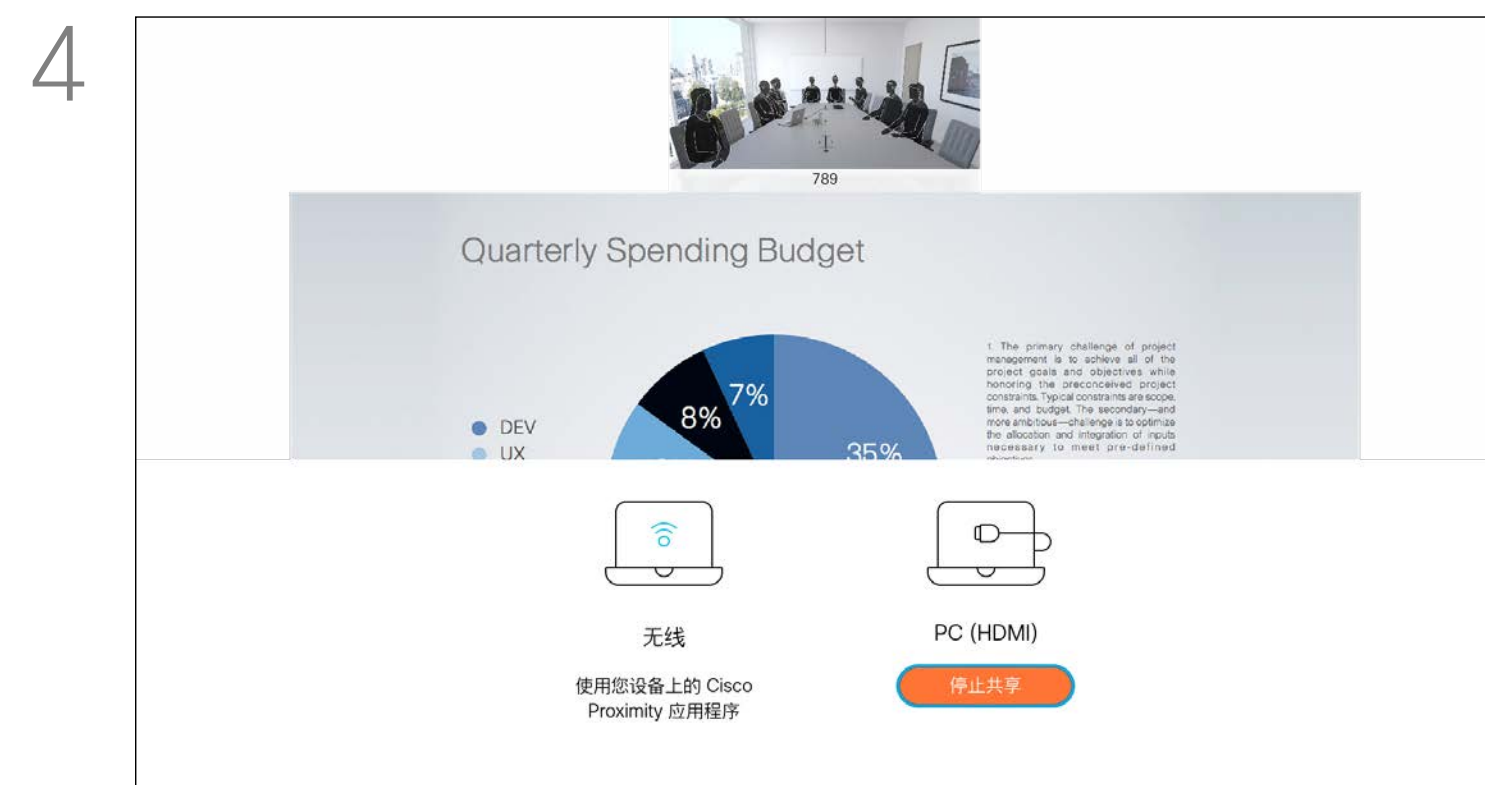 4
789
Quarterly Spending Budget
1. The primary challenge of project
management is to achieve all of the
project goals and objectives while
honoring the preconceived project
constraints. Typical constraints are scope,
time, and budget. The secondary—and
more ambitious—challenge is to optimize
the allocation and integration of inputs
necessary to meet pre-defined
7%
8%
35%
DEV
UX
无线
使用您设备上的 Cisco
Proximity 应用程序
PC (HDMI)
停止共享